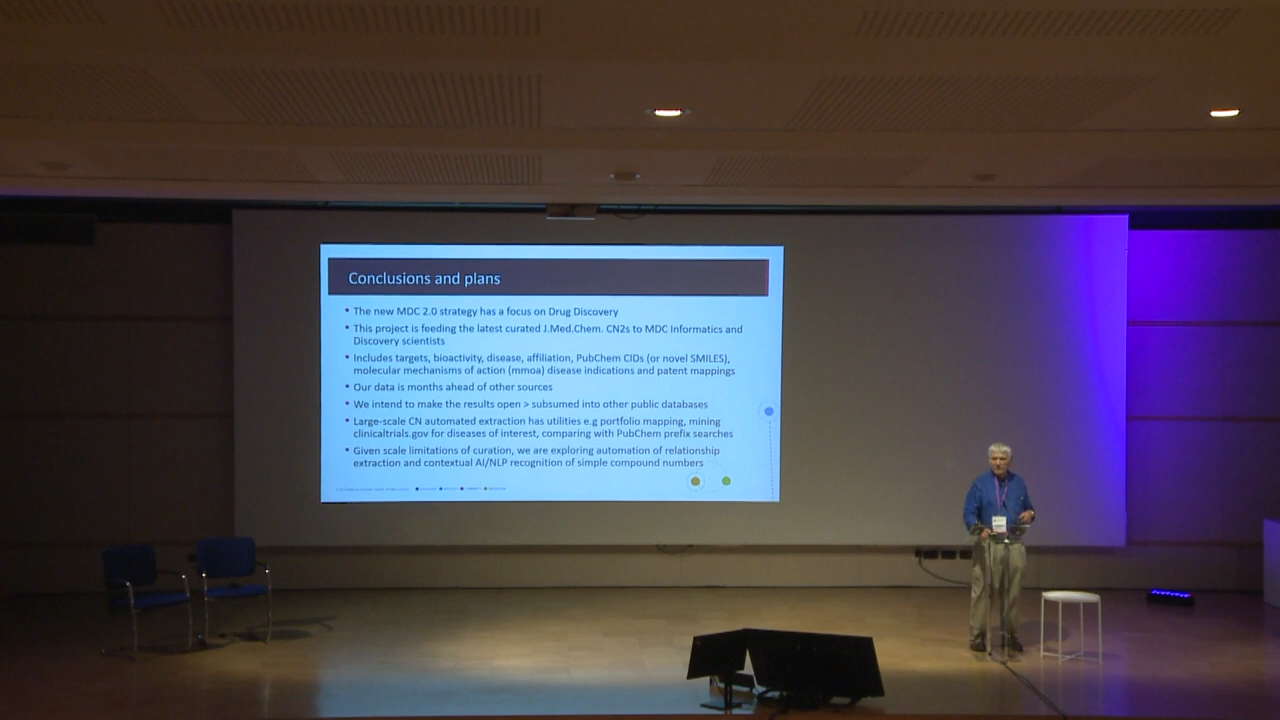 Conclusions and plans
• The new MDC 2.0 strategy has a focus on Drug Discovery
• This project is feeding the latest curated J.Med.Chem. CN2s to MDC Informatics and
Discovery scientists
• Includes targets, bioactivity, disease, affiliation, PubChem CIDs (or novel SMILES),
molecular mechanisms of action (mmoa) disease indications and patent mappings
• Our data is months ahead of other sources
• We intend to make the results open > subsumed into other public databases
• Large-scale CN automated extraction has utilities e.g portfolio mapping, mining
clinicaltrials.gov for diseases of interest, comparing with PubChem prefix searches
• Given scale limitations of curation, we are exploring automation of relationship
extraction and contextual AI/NLP recognition of simple compound numbers